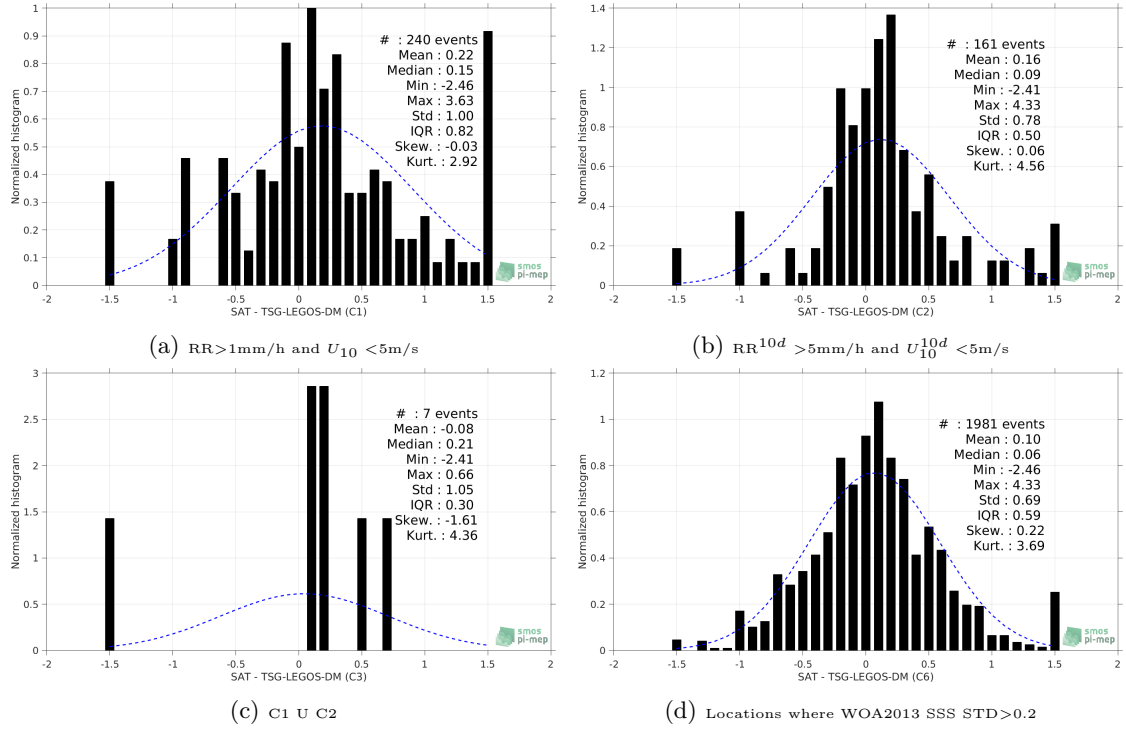 Normalized histogram
1
0.9
0.8
0.7
0.6
0.5
0.4
0.3
0.2
0.1
0
-2
-1.5
-1
-0.5
0
0.5
1
1.5
2
# : 240 events
Mean : 0.22
Median : 0.15
Min : -2.46
Max : 3.63
Std : 1.00
IQR : 0.82
Skew. : -0.03
Kurt. : 2.92
smos
pi-mep
SAT - TSG-LEGOS-DM (C1)
(a) RR>1mm/h and U10 <5m/s
Normalized histogram
1.4
1.2
1
0.8
0.6
0.4
0.2
0
-2
-1.5
-1
-0.5
0
0.5
1
1.5
2
# : 161 events
Mean : 0.16
Median : 0.09
Min : -2.41
Max : 4.33
Std : 0.78
IQR : 0.50
Skew. : 0.06
Kurt. : 4.56
smos
pi-mep
SAT - TSG-LEGOS-DM (C2)
(b) RR10d >5mm/h and U10d10 <5m/s
Normalized histogram
3
2.5
2
1.5
1
0.5
0
-2
-1.5
-1
-0.5
0
0.5
1
1.5
2
# : 7 events
Mean : -0.08
Median : 0.21
Min : -2.41
Max : 0.66
Std : 1.05
IQR : 0.30
Skew. : -1.61
Kurt. : 4.36
smos
pi-mep
SAT - TSG-LEGOS-DM (C3)
(c) C1 U C2
Normalized histogram
1.2
1
0.8
0.6
0.4
0.2
0
-2
-1.5
-1
-0.5
0
0.5
1
1.5
2
# : 1981 events
Mean : 0.10
Median : 0.06
Min : -2.46
Max : 4.33
Std : 0.69
IQR : 0.59
Skew. : 0.22
Kurt. : 3.69
smos
pi-mep
SAT - TSG-LEGOS-DM (C6)
(d) Locations where WOA2013 SSS STD>0.2